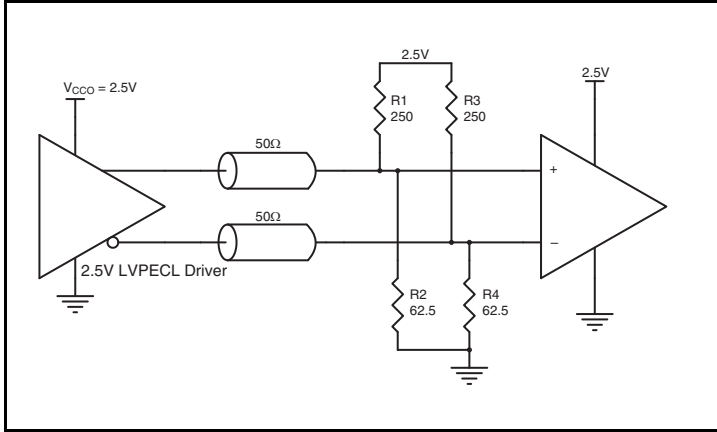 2.5V
V_CCO = 2.5V
R1
250
R3
250
2.5V
50Ω
+
50Ω
–
2.5V LVPECL Driver
R2
62.5
R4
62.5